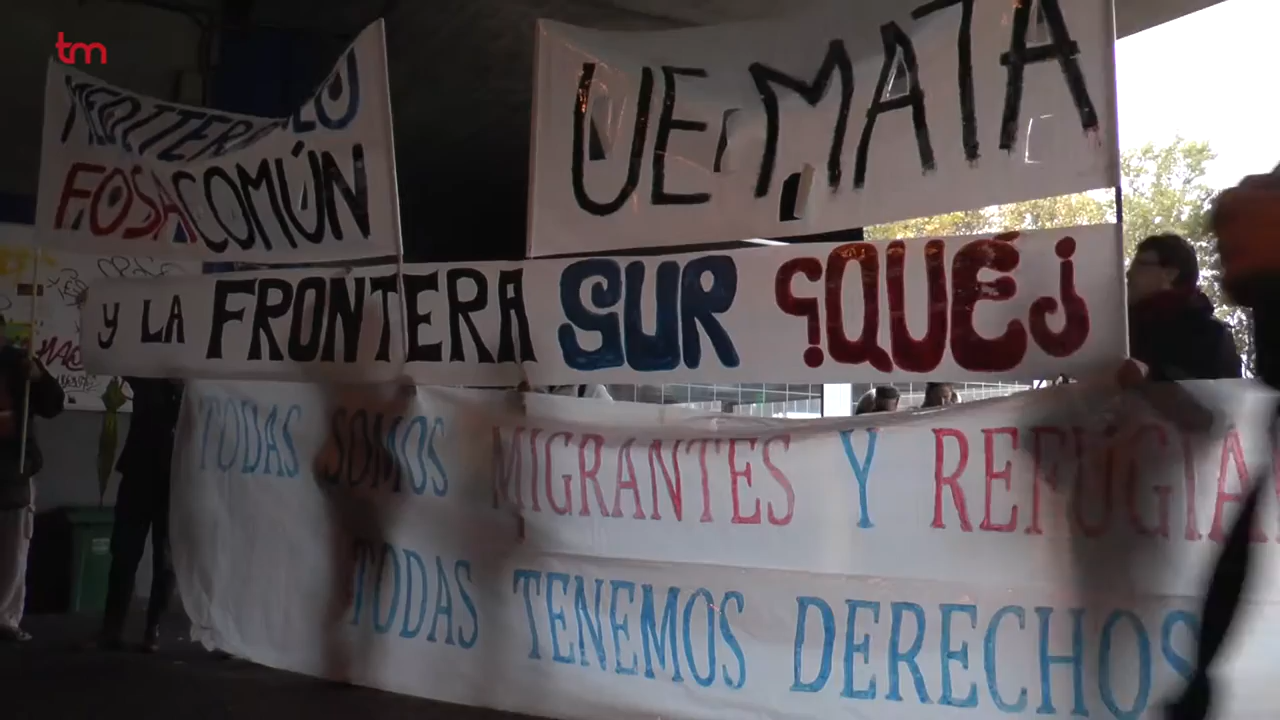 tm
FOSA COMÚN
UE MATA
Y LA FRONTERA SUR ¿QUÉ?
TODAS SOMOS MIGRANTES Y REFUGIA
TODAS TENEMOS DERECHOS